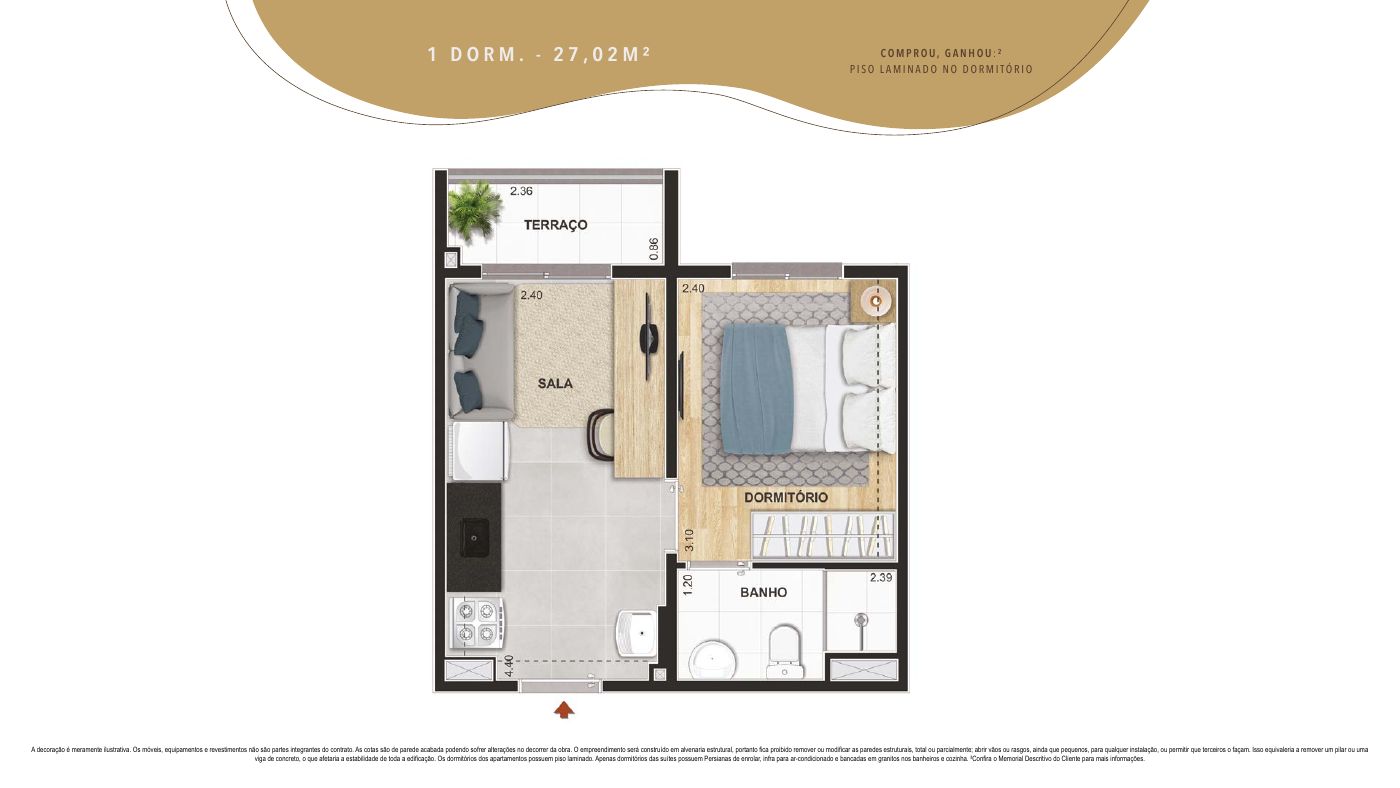 1 DORM. - 27,02M²
COMPROU, GANHOU:²
PISO LAMINADO NO DORMITÓRIO
2.36
TERRAÇO
0.86
2.40
2.40
SALA
DORMITÓRIO
3.10
1.20
2.39
BANHO
4.40
A decoração é meramente ilustrativa. Os móveis, equipamentos e revestimentos não são partes integrantes do contrato. As cotas são de parede acabada podendo sofrer alterações no decorrer da obra. O empreendimento será construído em alvenaria estrutural, portanto fica proibido remover ou modificar as paredes estruturais, total ou parcialmente; abrir vãos ou rasgos, ainda que pequenos, para qualquer instalação, ou permitir que terceiros o façam. Isso equivaleria a remover um pilar ou uma
viga de concreto, o que afetaria a estabilidade de toda a edificação. Os dormitórios dos apartamentos possuem piso laminado. Apenas dormitórios das suítes possuem Persianas de enrolar, infra para ar-condicionado e bancadas em granitos nos banheiros e cozinha. ²Confira o Memorial Descritivo do Cliente para mais informações.